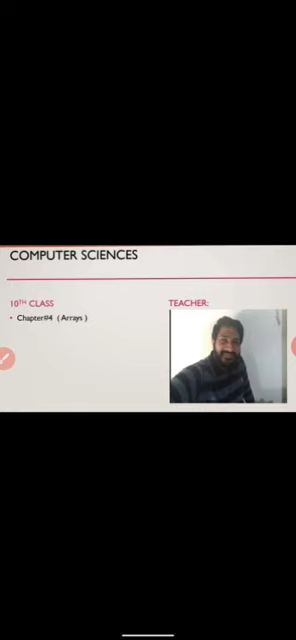 COMPUTER SCIENCES
10TH CLASS
• Chapter#4 ( Arrays )
TEACHER: